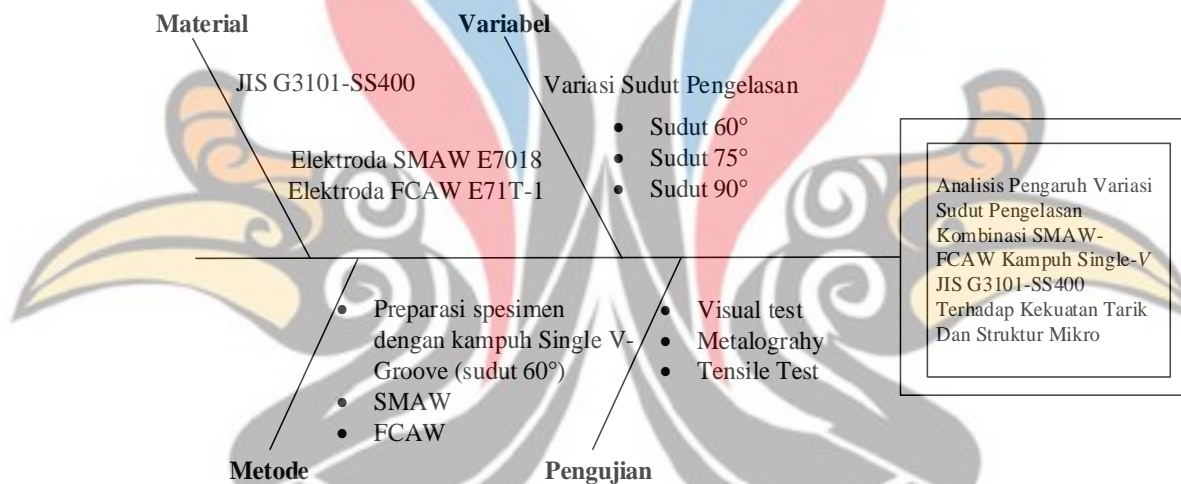 Material
JIS G3101-SS400
Elektroda SMAW E7018
Elektroda FCAW E71T-1
Variabel
Variasi Sudut Pengelasan
• Sudut 60°
• Sudut 75°
• Sudut 90°
Metode
• Preparasi spesimen
dengan kampuh Single V-
Groove (sudut 60°)
• SMAW
• FCAW
Pengujian
• Visual test
• Metalograhy
• Tensile Test
Analisis Pengaruh Variasi
Sudut Pengelasan
Kombinasi SMAW-
FCAW Kampuh Single-V
JIS G3101-SS400
Terhadap Kekuatan Tarik
Dan Struktur Mikro